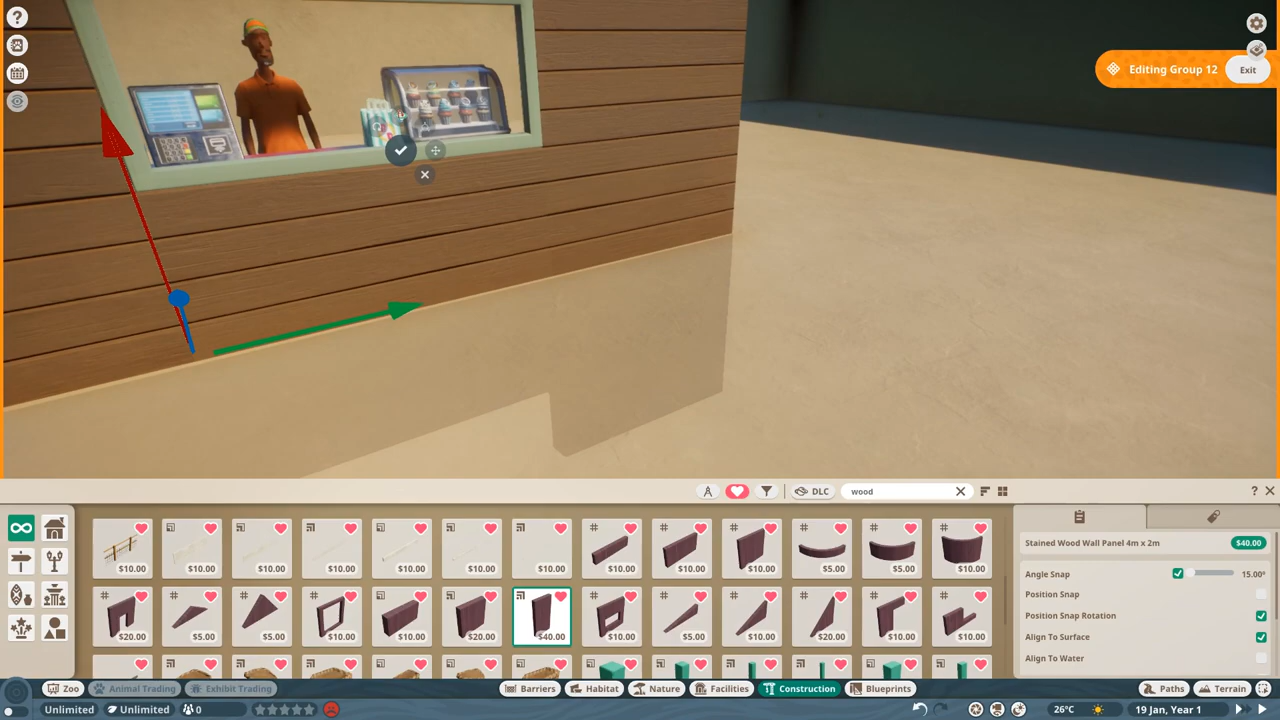 Editing Group 12
Exit
DLC
wood
$10.00 $10.00 $10.00 $10.00 $10.00 $10.00 $10.00 $10.00 $10.00 $10.00 $5.00 $5.00 $10.00
$20.00 $5.00 $5.00 $10.00 $10.00 $20.00 $40.00 $10.00 $5.00 $10.00 $20.00 $10.00 $10.00
Stained Wood Wall Panel 4m x 2m
$40.00
Angle Snap
15.00°
Position Snap
Position Snap Rotation
Align To Surface
Align To Water
Zoo
Animal Trading
Exhibit Trading
Barriers
Habitat
Nature
Facilities
Construction
Blueprints
Paths
Terrain
Unlimited
Unlimited
0
26°C
19 Jan, Year 1